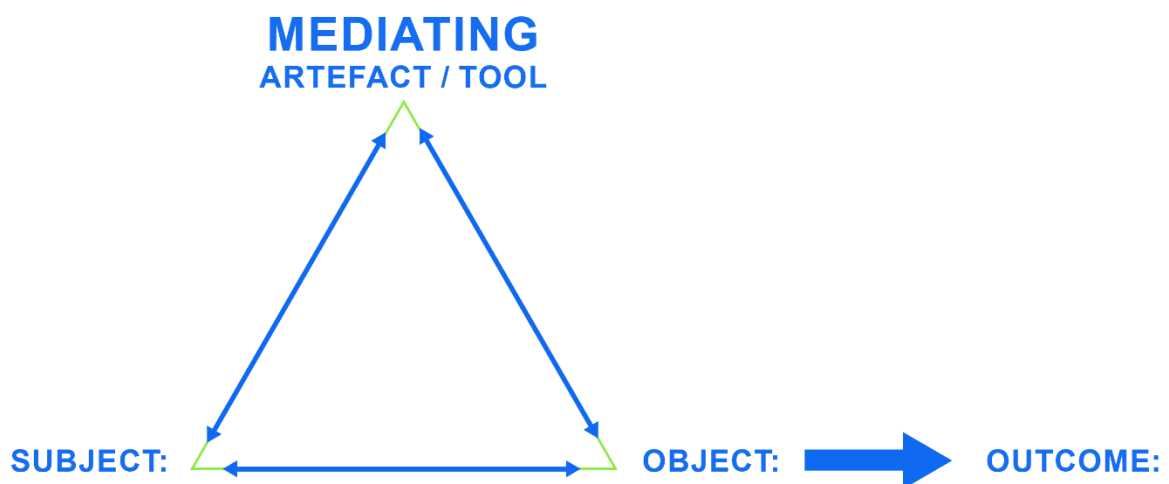 MEDIATING
ARTEFACT / TOOL
SUBJECT:
OBJECT:
OUTCOME: